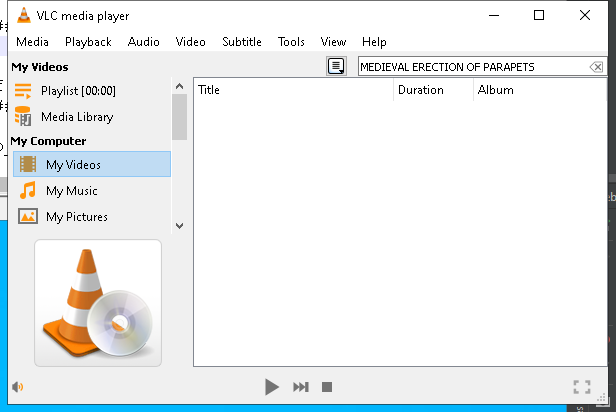 VLC media player
Media Playback Audio Video Subtitle Tools View Help
My Videos
MEDIEVAL ERECTION OF PARAPETS
Playlist [00:00]
Media Library
My Computer
My Videos
My Music
My Pictures
Title Duration Album